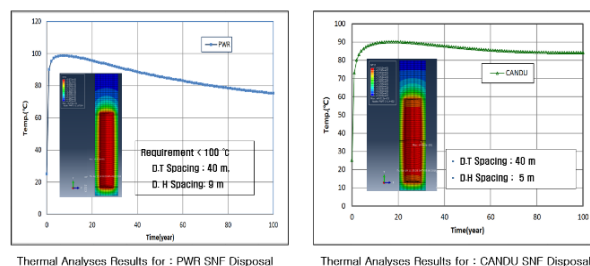 120
100
80
60
40
20
0
Temp.(℃)
PWR
Requirement < 100 ℃
D.T Spacing : 40 m,
D. H Spacing: 9 m
0 20 40 60 80 100
Time(year)
Thermal Analyses Results for : PWR SNF Disposal
100
90
80
70
60
50
40
30
20
10
0
Temp.(℃)
CANDU
· D.T Spacing : 40 m
· D.H Spacing : 5 m
0 20 40 60 80 100
Time(year)
Thermal Analyses Results for : CANDU SNF Disposal